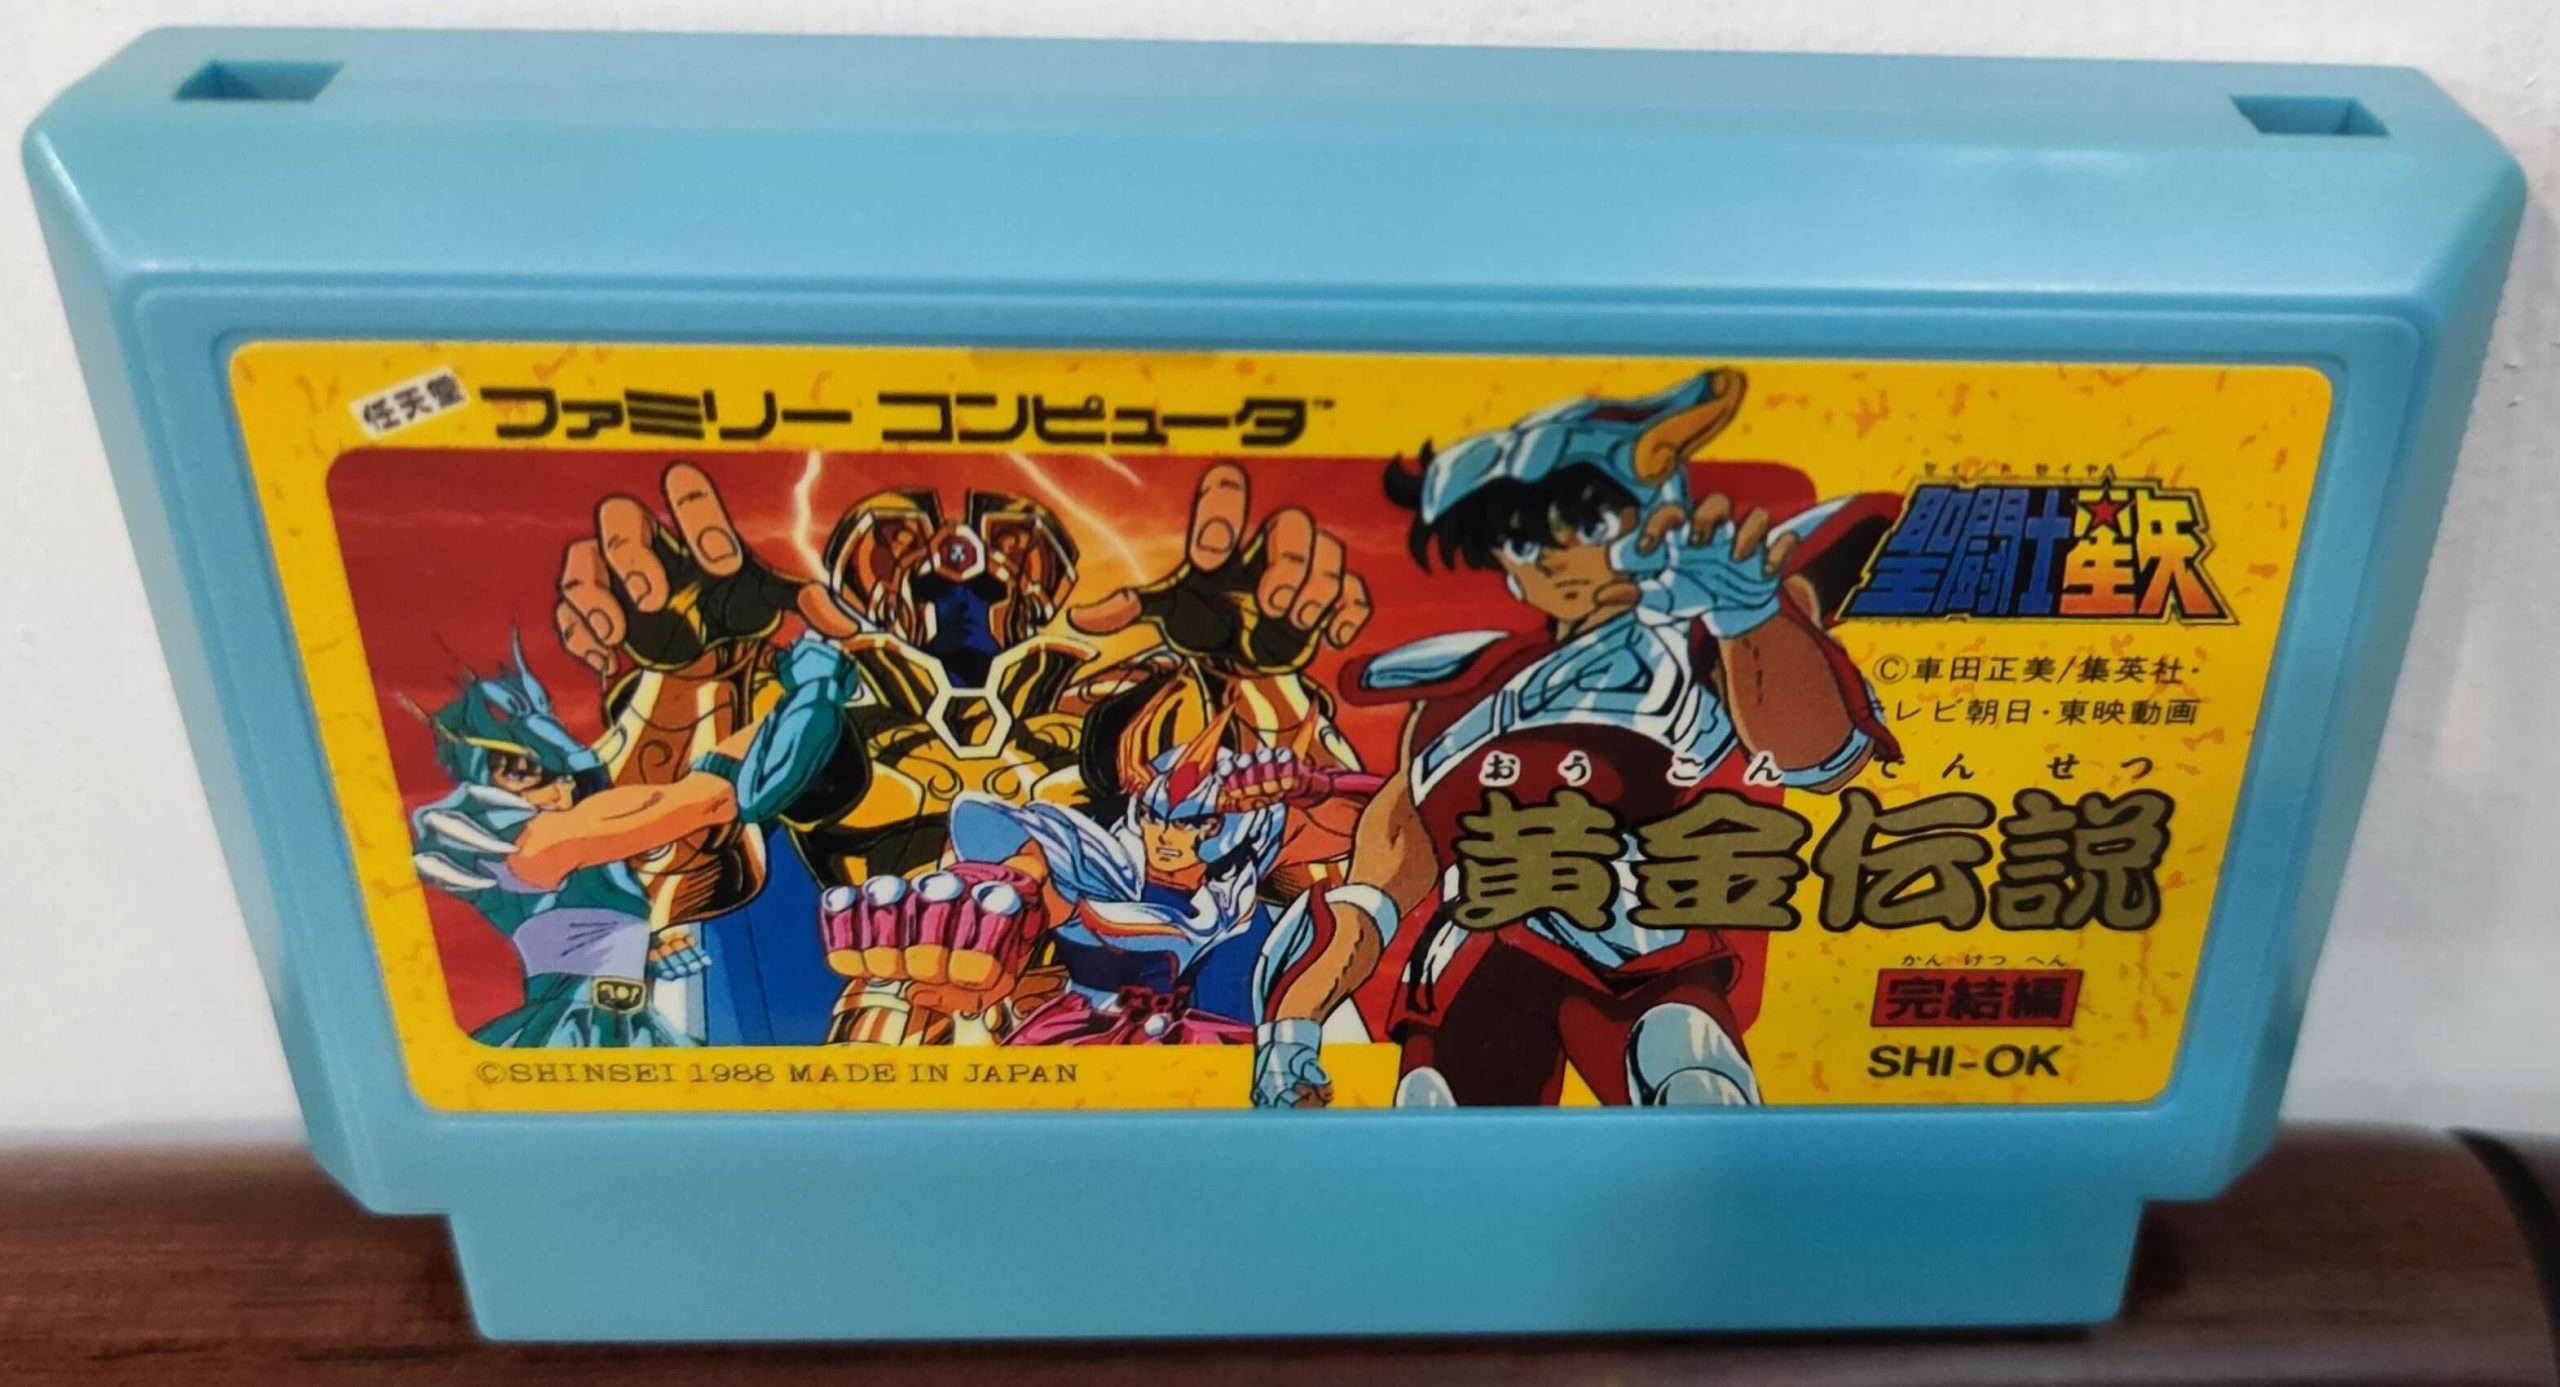 任天堂 ファミリー コンピュータ™
セイント セイヤ
聖闘士星矢
©車田正美/集英社・
テレビ朝日・東映動画
おうごんでんせつ
黄金伝説
かんけつへん
完結編
SHI-OK
©SHINSEI 1988 MADE IN JAPAN